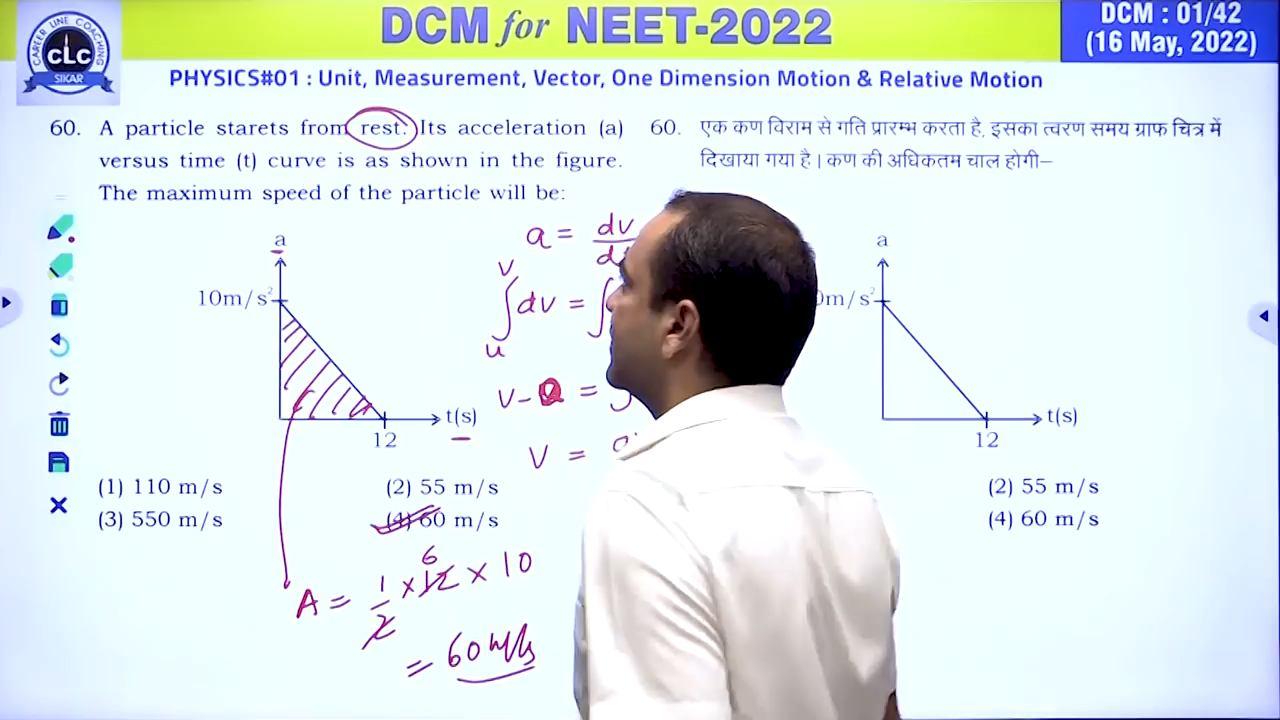 DCM for NEET-2022
DCM : 01/42
(16 May, 2022)
CAREER LINE COACHING
CLC
SIKAR
PHYSICS#01 : Unit, Measurement, Vector, One Dimension Motion & Relative Motion
60. A particle starets from rest. Its acceleration (a)
versus time (t) curve is as shown in the figure.
The maximum speed of the particle will be:
a
10m/s²
t(s)
12
(1) 110 m/s
(2) 55 m/s
(3) 550 m/s
(4) 60 m/s
a = dv
v
∫dv = ∫
u
v - =
v =
A = 1/2 × 12 × 10
6
= 60 m/s
60. एक कण विराम से गति प्रारम्भ करता है, इसका त्वरण समय ग्राफ चित्र में
दिखाया गया है। कण की अधिकतम चाल होगी–
a
0m/s²
t(s)
12
(2) 55 m/s
(4) 60 m/s